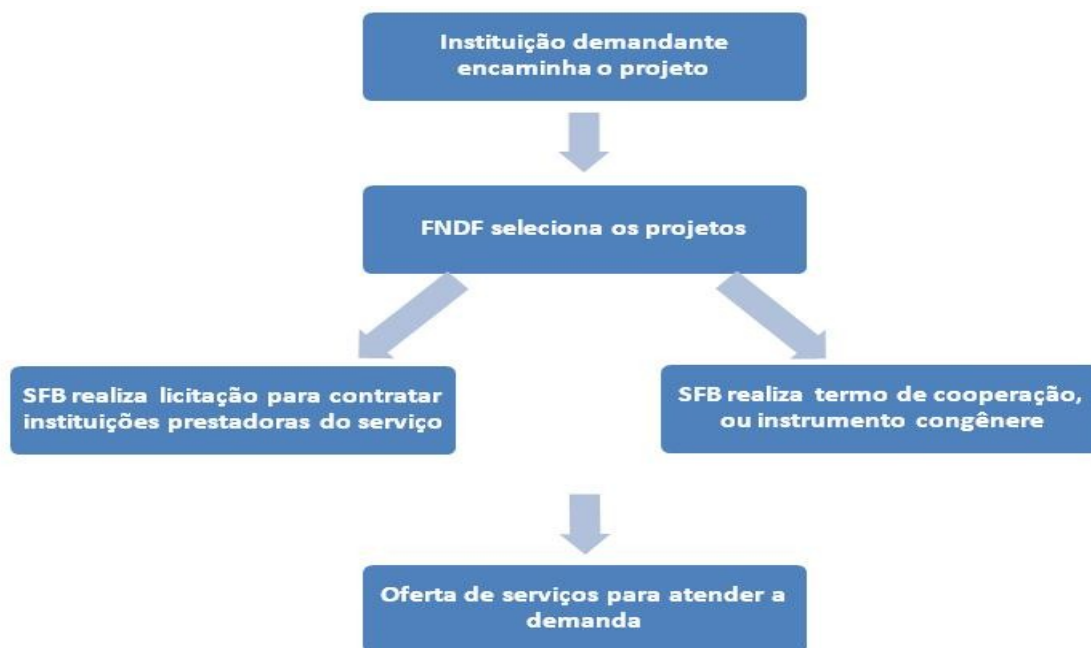 Instituição demandante
encaminha o projeto
FNDF seleciona os projetos
SFB realiza licitação para contratar
instituições prestadoras do serviço
SFB realiza termo de cooperação,
ou instrumento congênere
Oferta de serviços para atender a
demanda